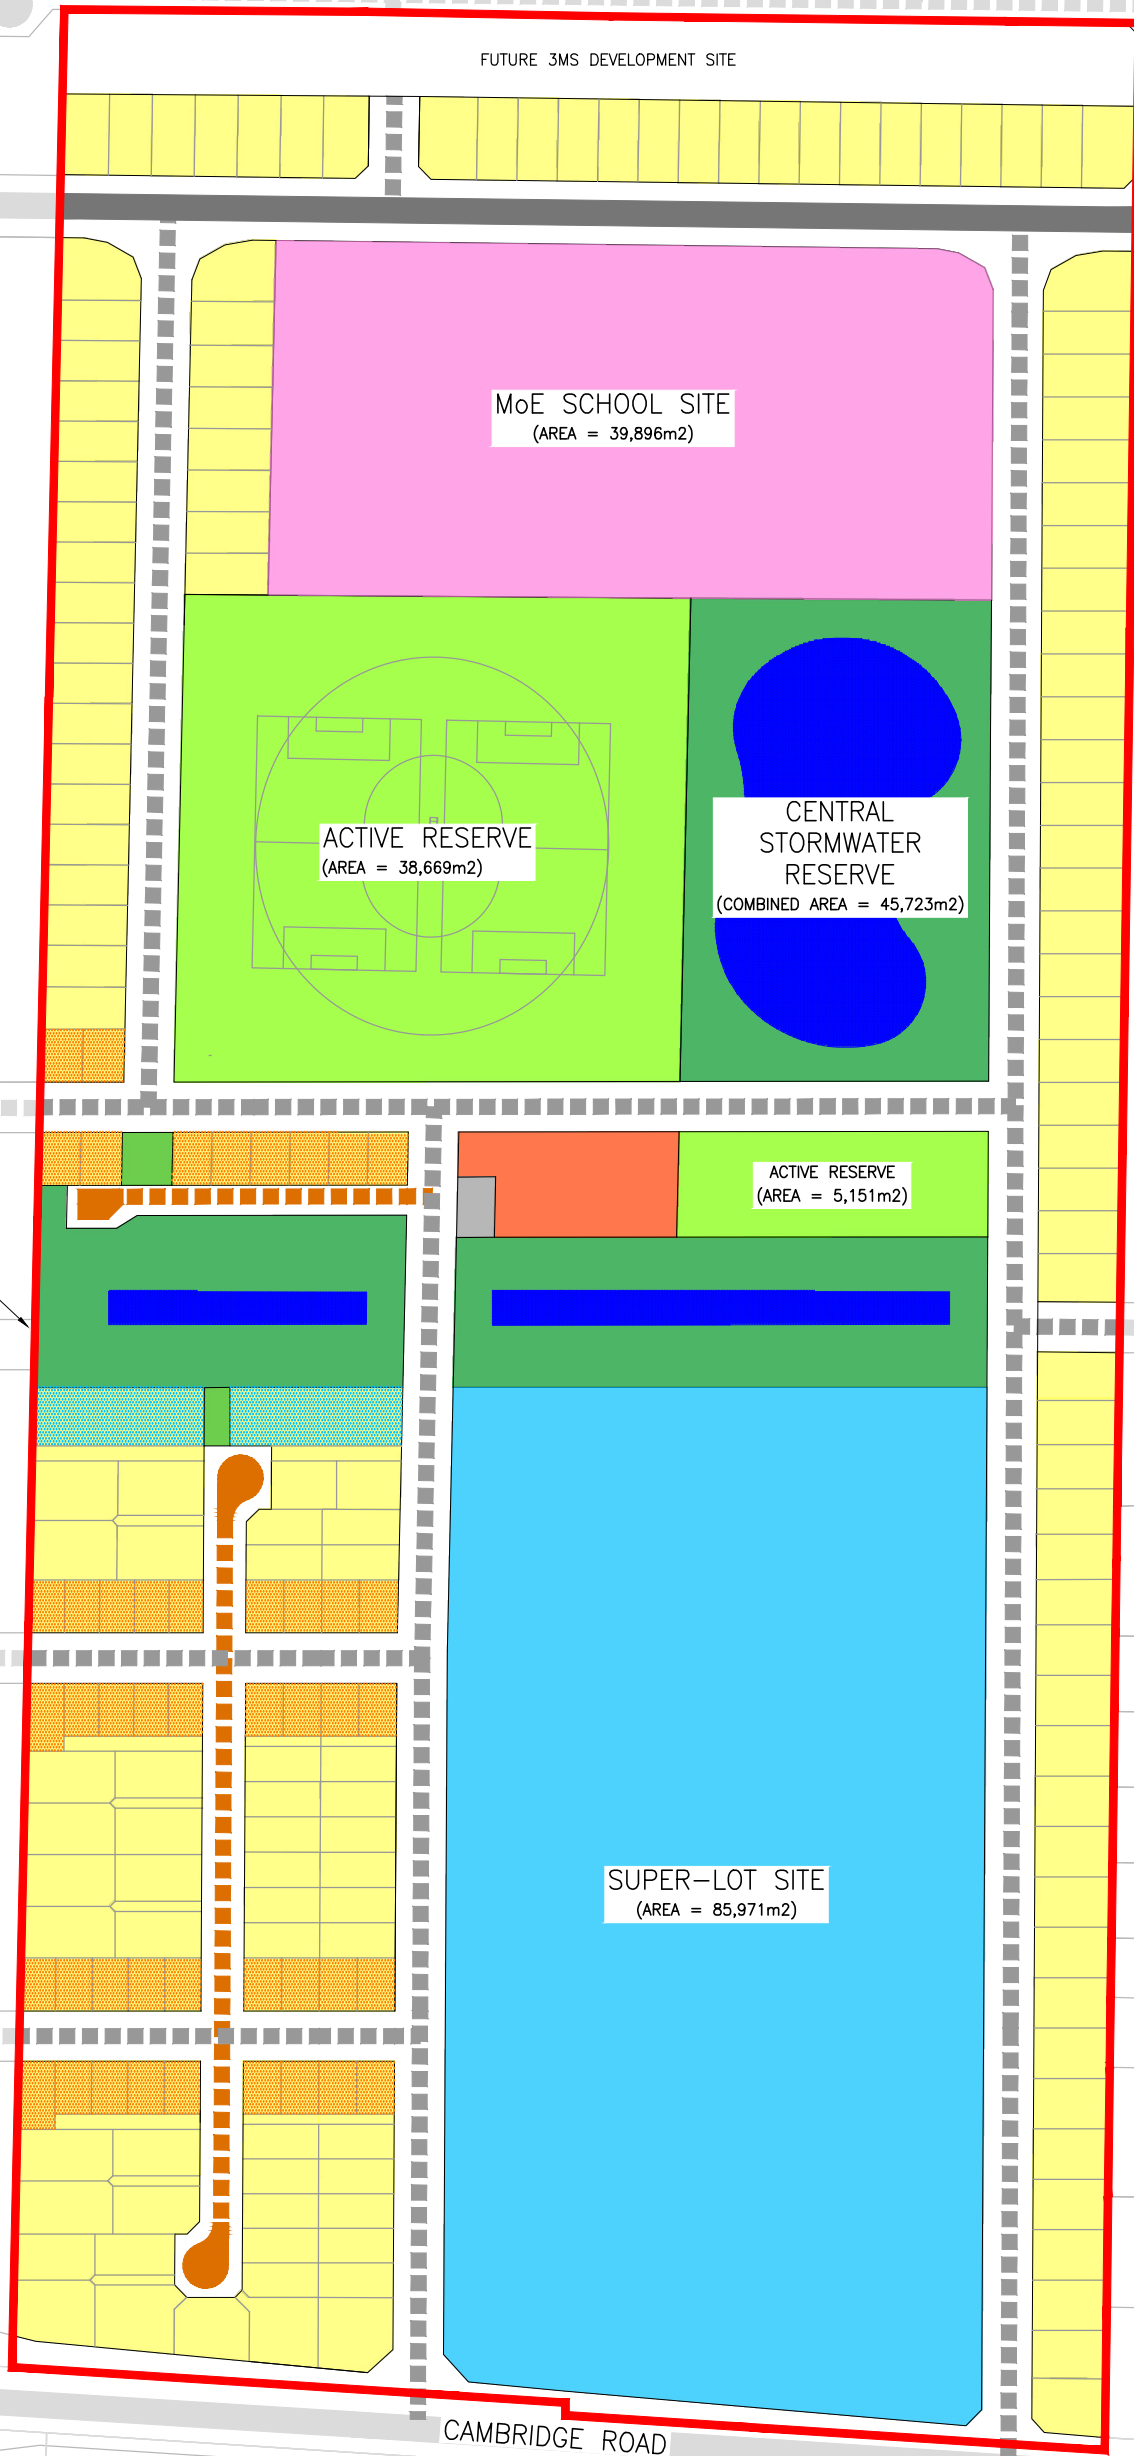 FUTURE 3MS DEVELOPMENT SITE
MoE SCHOOL SITE
(AREA = 39,896m2)
ACTIVE RESERVE
(AREA = 38,669m2)
CENTRAL
STORMWATER
RESERVE
(COMBINED AREA = 45,723m2)
ACTIVE RESERVE
(AREA = 5,151m2)
SUPER-LOT SITE
(AREA = 85,971m2)
CAMBRIDGE ROAD